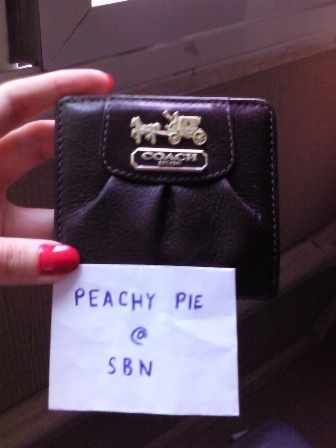 COACH
PEACHY PIE
@
SBN